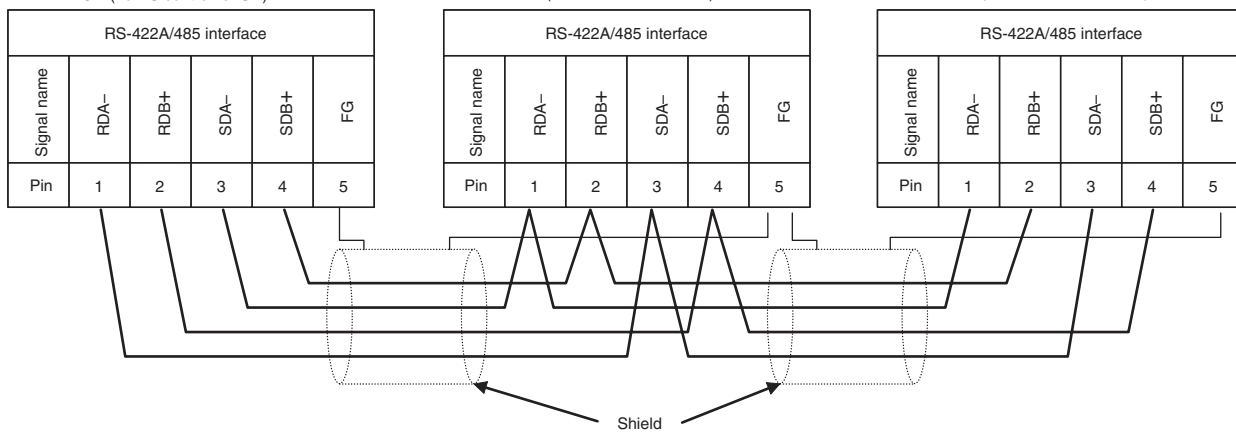 RS-422A/485 interface
Signal name RDA– RDB+ SDA– SDB+ FG
Pin 1 2 3 4 5
RS-422A/485 interface
Signal name RDA– RDB+ SDA– SDB+ FG
Pin 1 2 3 4 5
RS-422A/485 interface
Signal name RDA– RDB+ SDA– SDB+ FG
Pin 1 2 3 4 5
Shield